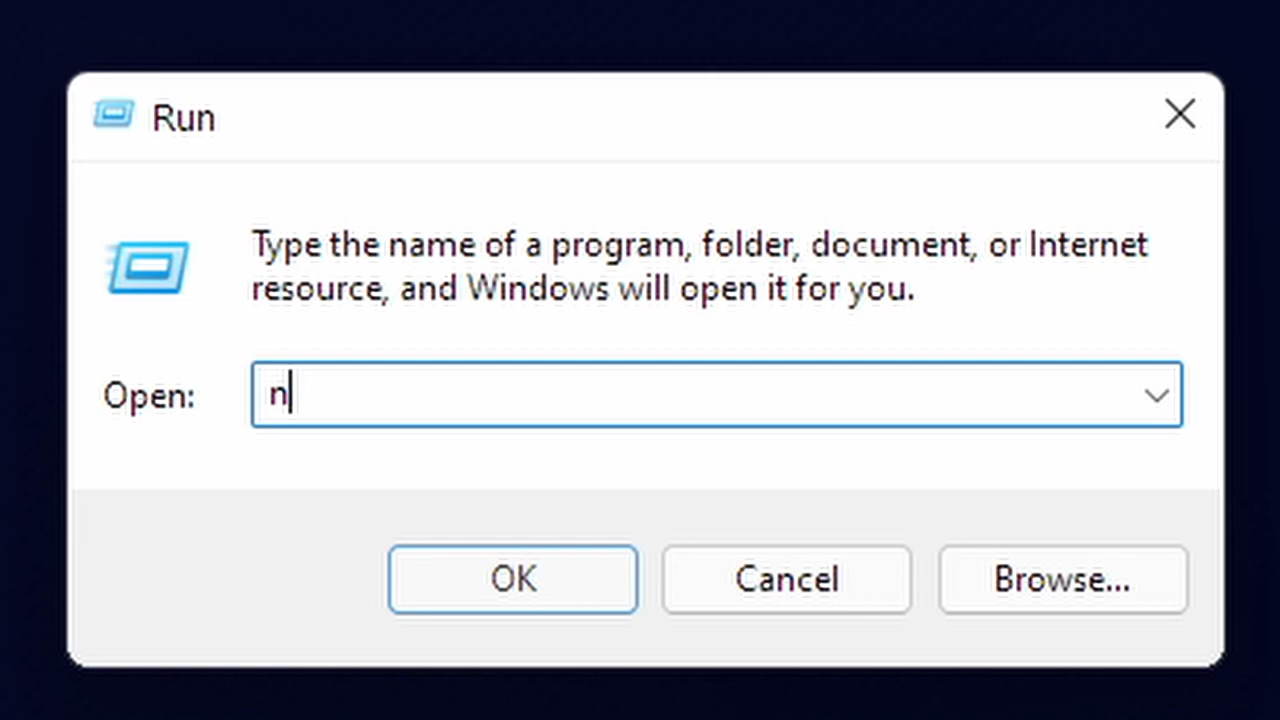 Run
Type the name of a program, folder, document, or Internet
resource, and Windows will open it for you.
Open:
n
OK
Cancel
Browse...